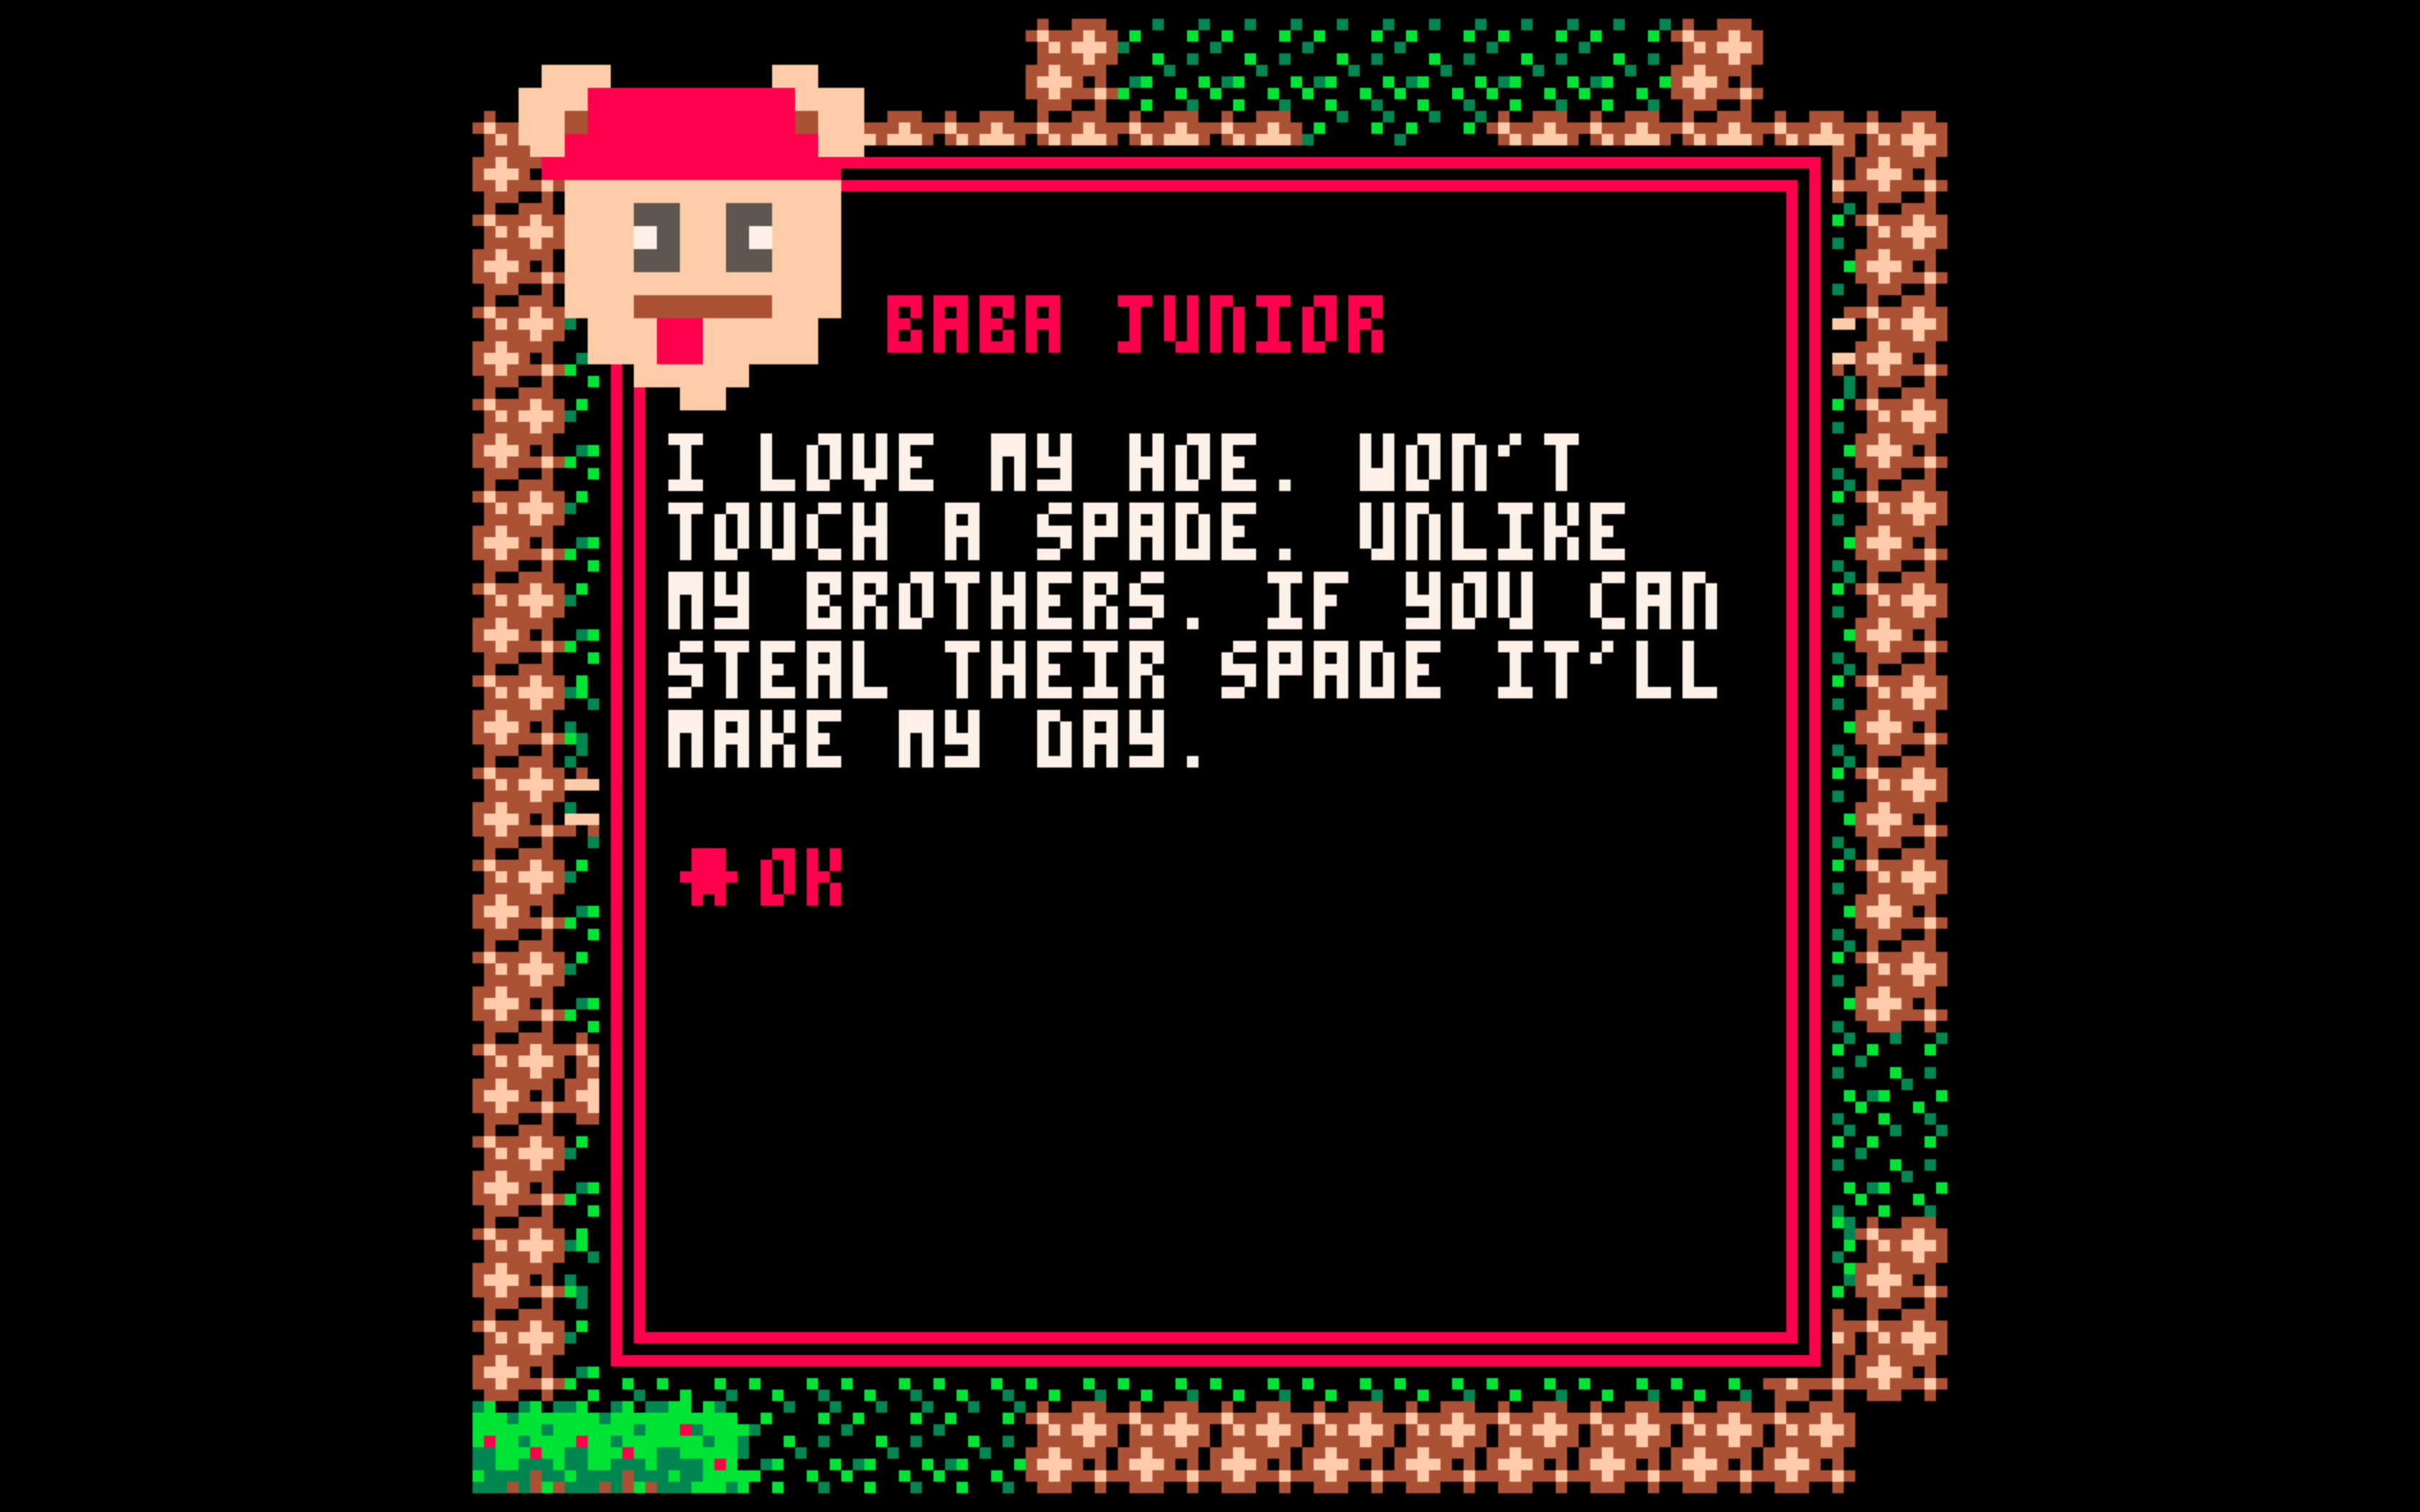 BABA JUNIOR
I LOVE MY HOE. WON'T
TOUCH A SPADE. UNLIKE
MY BROTHERS. IF YOU CAN
STEAL THEIR SPADE IT'LL
MAKE MY DAY.
OK